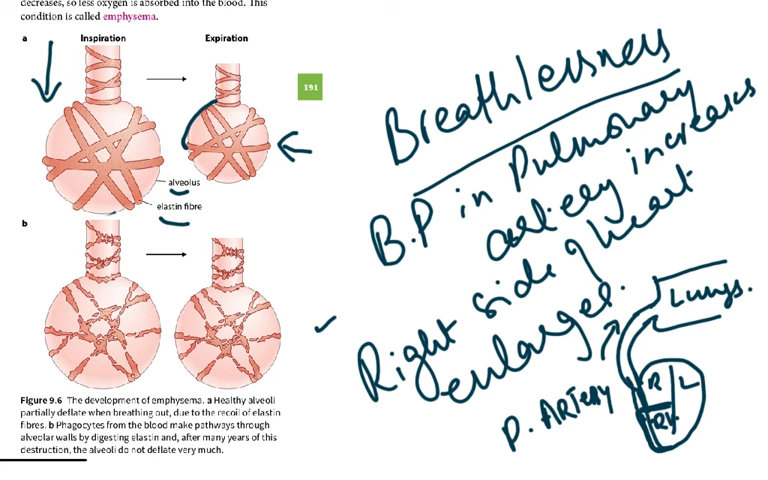 decreases, so less oxygen is absorbed into the blood. This
condition is called emphysema.
a
Inspiration
Expiration
191
alveolus
elastin fibre
b
Figure 9.6 The development of emphysema. a Healthy alveoli
partially deflate when breathing out, due to the recoil of elastin
fibres. b Phagocytes from the blood make pathways through
alveolar walls by digesting elastin and, after many years of this
destruction, the alveoli do not deflate very much.
Breathlessness
B.P in Pulmonary
artery increases
Right side of heart
enlarges.
Lungs.
P. ARTERY
R L
RV